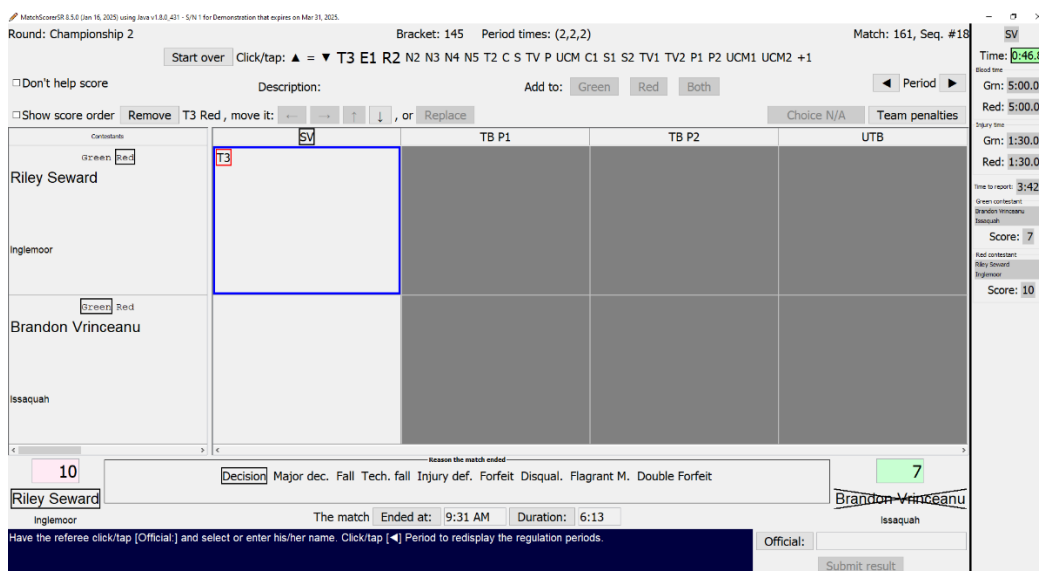 MatchScorerSR 8.5.0 (Jan 16, 2025) using Java v1.8.0_431 - S/N 1 for Demonstration that expires on Mar 31, 2025.
Round: Championship 2 Bracket: 145 Period times: (2,2,2) Match: 161, Seq. #18
Start over Click/tap: ▲ = ▼ T3 E1 R2 N2 N3 N4 N5 T2 C S TV P UCM C1 S1 S2 TV1 TV2 P1 P2 UCM1 UCM2 +1
Don't help score Description: Add to: Green Red Both ◄ Period ►
Show score order Remove T3 Red , move it: ← → ↑ ↓ , or Replace Choice N/A Team penalties
Contestants SV TB P1 TB P2 UTB
Green Red T3
Riley Seward
Inglemoor
Green Red
Brandon Vrinceanu
Issaquah
Reason the match ended
10 Decision Major dec. Fall Tech. fall Injury def. Forfeit Disqual. Flagrant M. Double Forfeit 7
Riley Seward Brandon Vrinceanu
Inglemoor The match Ended at: 9:31 AM Duration: 6:13 Issaquah
Have the referee click/tap [Official:] and select or enter his/her name. Click/tap [◄] Period to redisplay the regulation periods. Official:
Submit result
SV
Time: 0:46.8
Blood time
Grn: 5:00.0
Red: 5:00.0
Injury time
Grn: 1:30.0
Red: 1:30.0
Time to report: 3:42
Green contestant
Brandon Vrinceanu
Issaquah
Score: 7
Red contestant
Riley Seward
Inglemoor
Score: 10